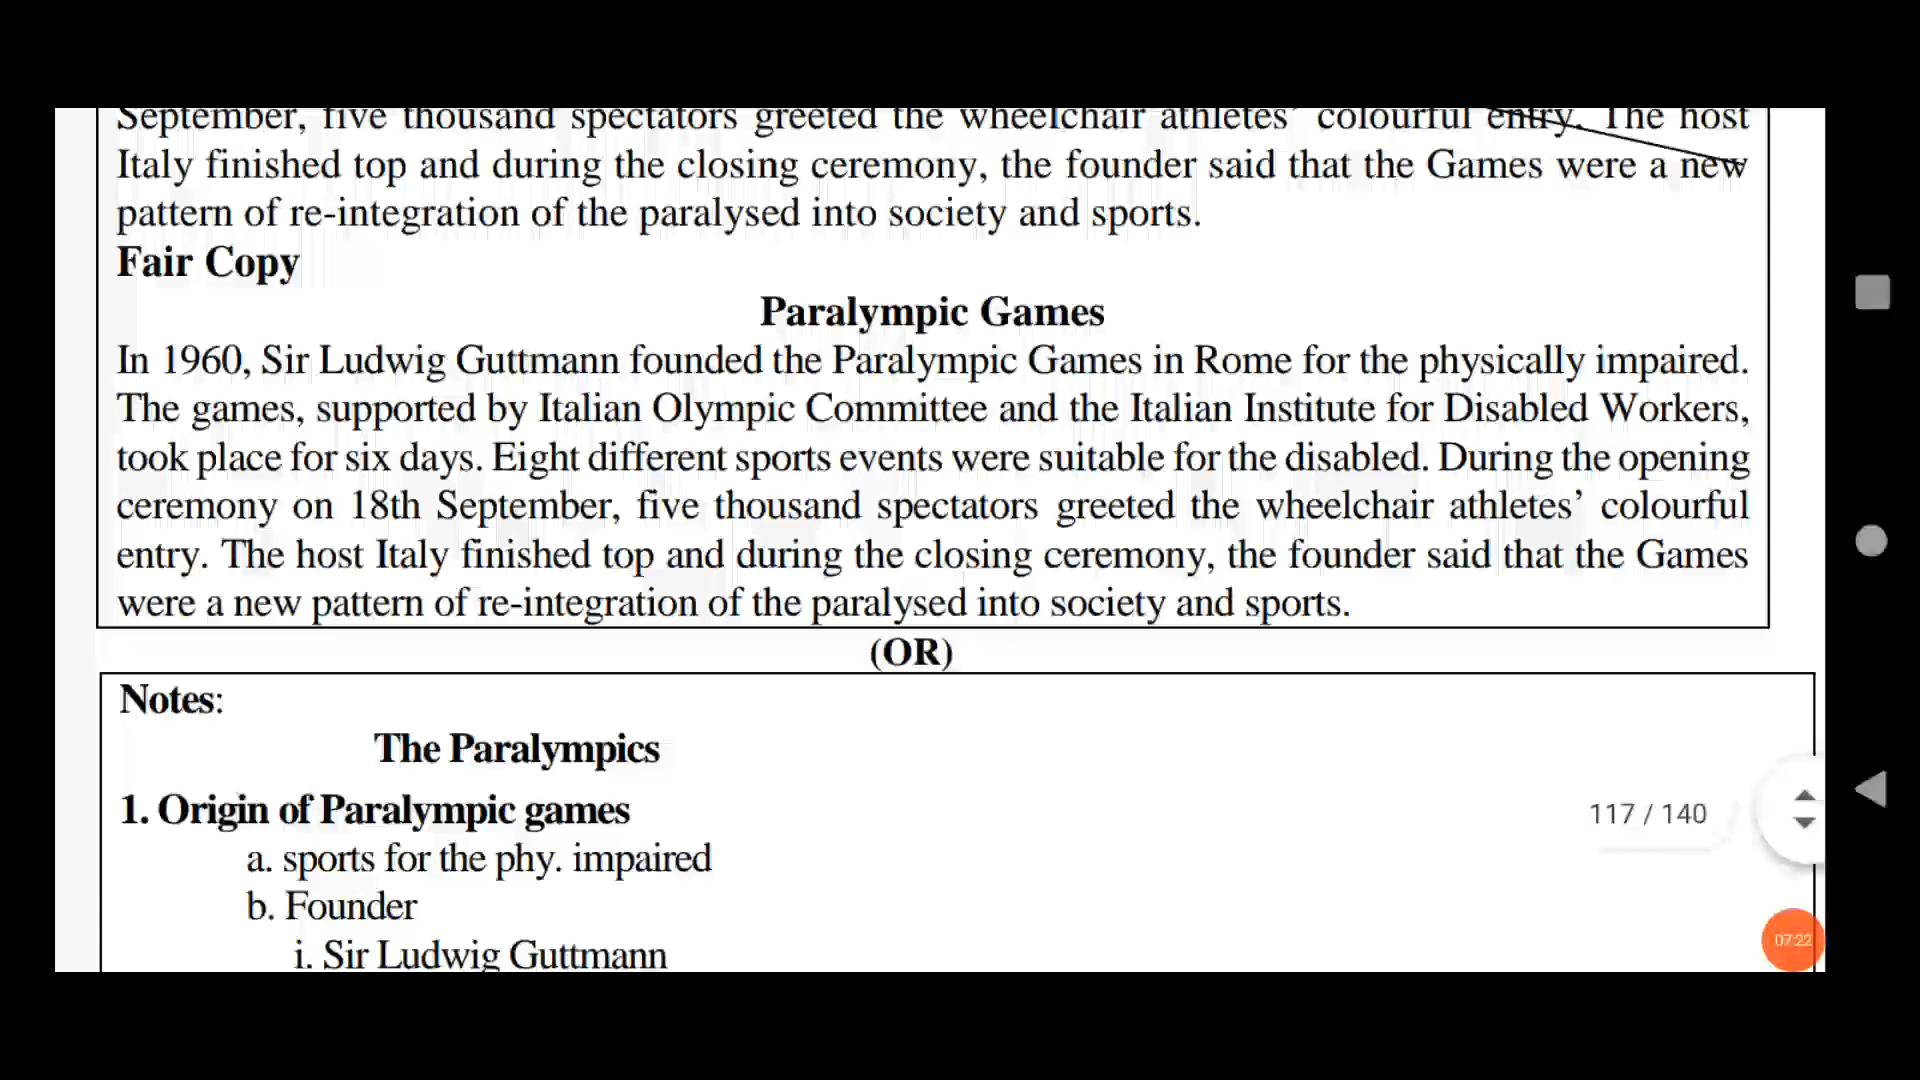 September, five thousand spectators greeted the wheelchair athletes’ colourful entry. The host
Italy finished top and during the closing ceremony, the founder said that the Games were a new
pattern of re-integration of the paralysed into society and sports.
Fair Copy
Paralympic Games
In 1960, Sir Ludwig Guttmann founded the Paralympic Games in Rome for the physically impaired.
The games, supported by Italian Olympic Committee and the Italian Institute for Disabled Workers,
took place for six days. Eight different sports events were suitable for the disabled. During the opening
ceremony on 18th September, five thousand spectators greeted the wheelchair athletes’ colourful
entry. The host Italy finished top and during the closing ceremony, the founder said that the Games
were a new pattern of re-integration of the paralysed into society and sports.
(OR)
Notes:
The Paralympics
1. Origin of Paralympic games
117 / 140
a. sports for the phy. impaired
b. Founder
07:22
i. Sir Ludwig Guttmann